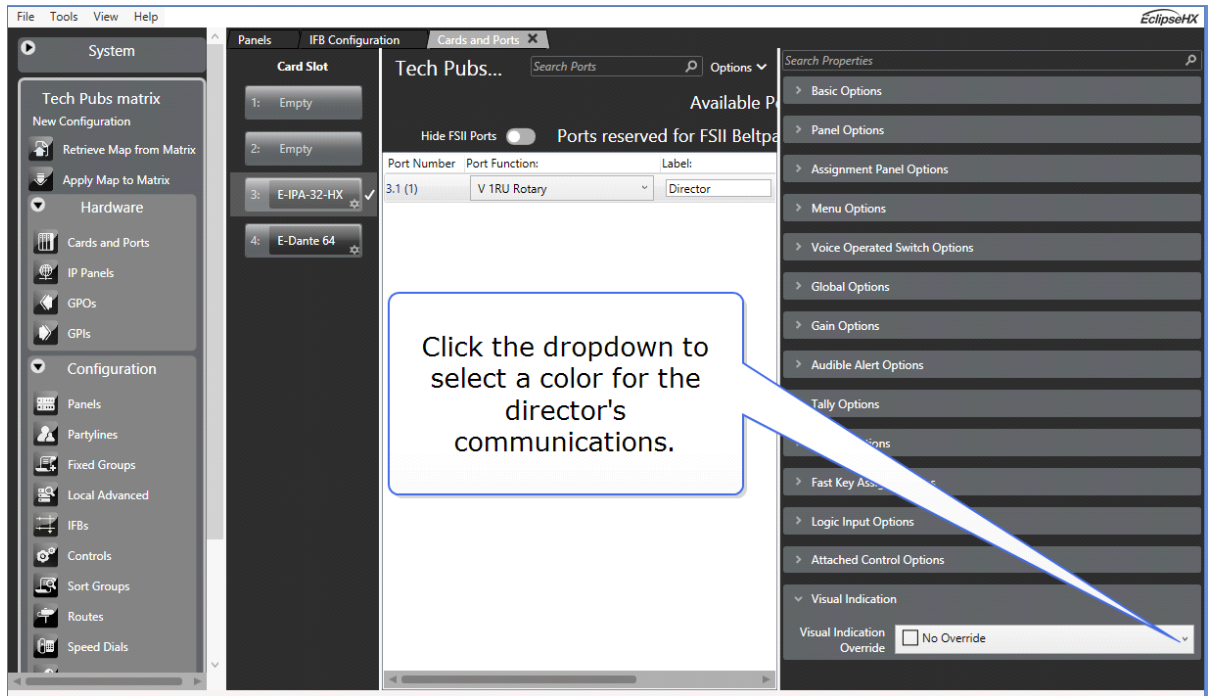 File Tools View Help
EclipseHX
System
Tech Pubs matrix
New Configuration
Retrieve Map from Matrix
Apply Map to Matrix
Hardware
Cards and Ports
IP Panels
GPOs
GPIs
Configuration
Panels
Partylines
Fixed Groups
Local Advanced
IFBs
Controls
Sort Groups
Routes
Speed Dials
Panels IFB Configuration Cards and Ports
Card Slot
1: Empty
2: Empty
3: E-IPA-32-HX
4: E-Dante 64
Tech Pubs... Search Ports Options
Available P
Hide FSII Ports Ports reserved for FSII Beltpa
Port Number Port Function: Label:
3.1 (1) V 1RU Rotary Director
Click the dropdown to
select a color for the
director's
communications.
Search Properties
Basic Options
Panel Options
Assignment Panel Options
Menu Options
Voice Operated Switch Options
Global Options
Gain Options
Audible Alert Options
Tally Options
Fast Key
Logic Input Options
Attached Control Options
Visual Indication
Visual Indication
Override
No Override